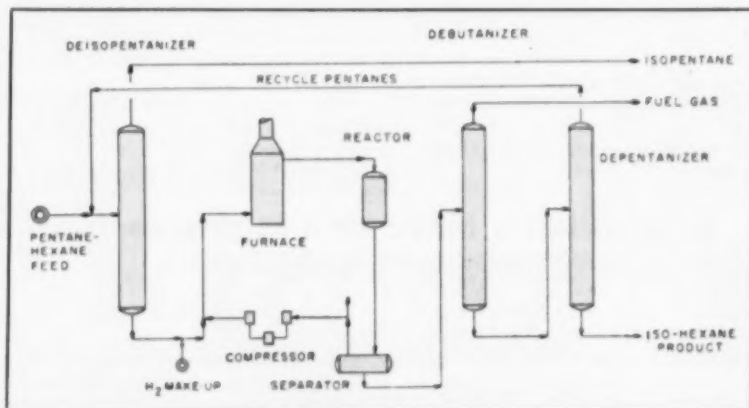 DEISOPENTANIZER
DEBUTANIZER
ISOPENTANE
RECYCLE PENTANES
FUEL GAS
REACTOR
DEPENTANIZER
PENTANE-
HEXANE
FEED
FURNACE
COMPRESSOR
H2 MAKE-UP
SEPARATOR
ISO-HEXANE
PRODUCT